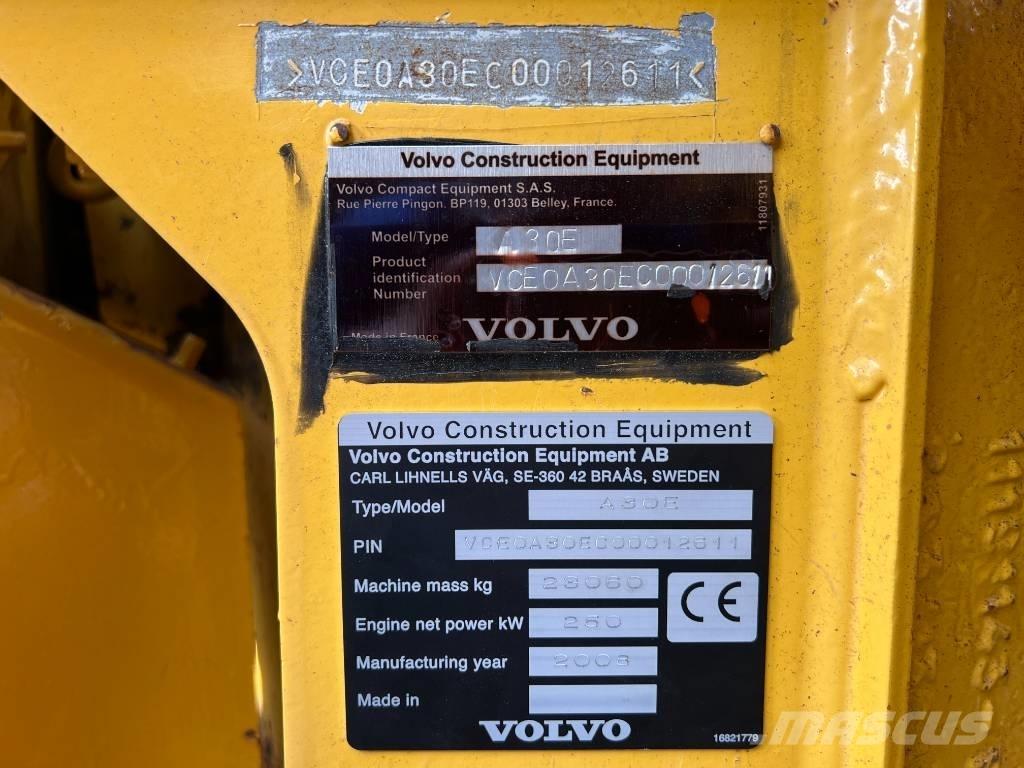 >VCE0A30EC00012611<
Volvo Construction Equipment
Volvo Compact Equipment S.A.S.
Rue Pierre Pingon. BP119, 01303 Belley, France.
11807931
Model/Type A30E
Product identification Number VCE0A30EC00012611
Made in France
VOLVO
Volvo Construction Equipment
Volvo Construction Equipment AB
CARL LIHNELLS VÄG, SE-360 42 BRAÅS, SWEDEN
Type/Model A30E
PIN VCE0A30EC00012611
Machine mass kg 23060
CE
Engine net power kW 250
Manufacturing year 2008
Made in
VOLVO
16821779
MASCUS